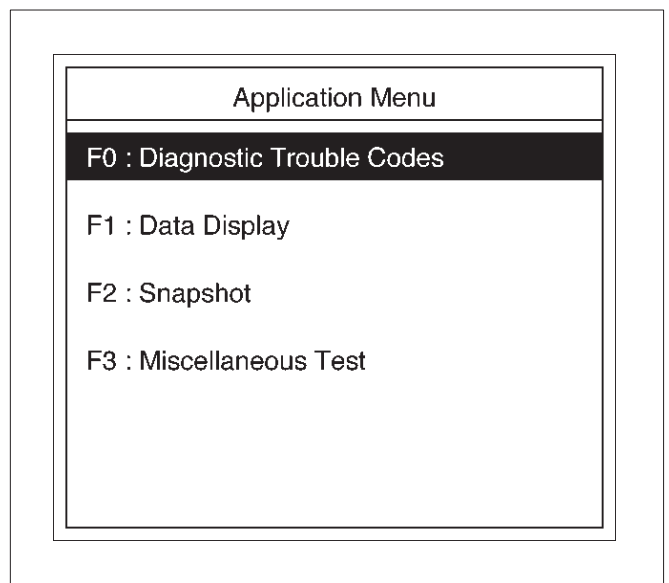 Application Menu
F0 : Diagnostic Trouble Codes
F1 : Data Display
F2 : Snapshot
F3 : Miscellaneous Test